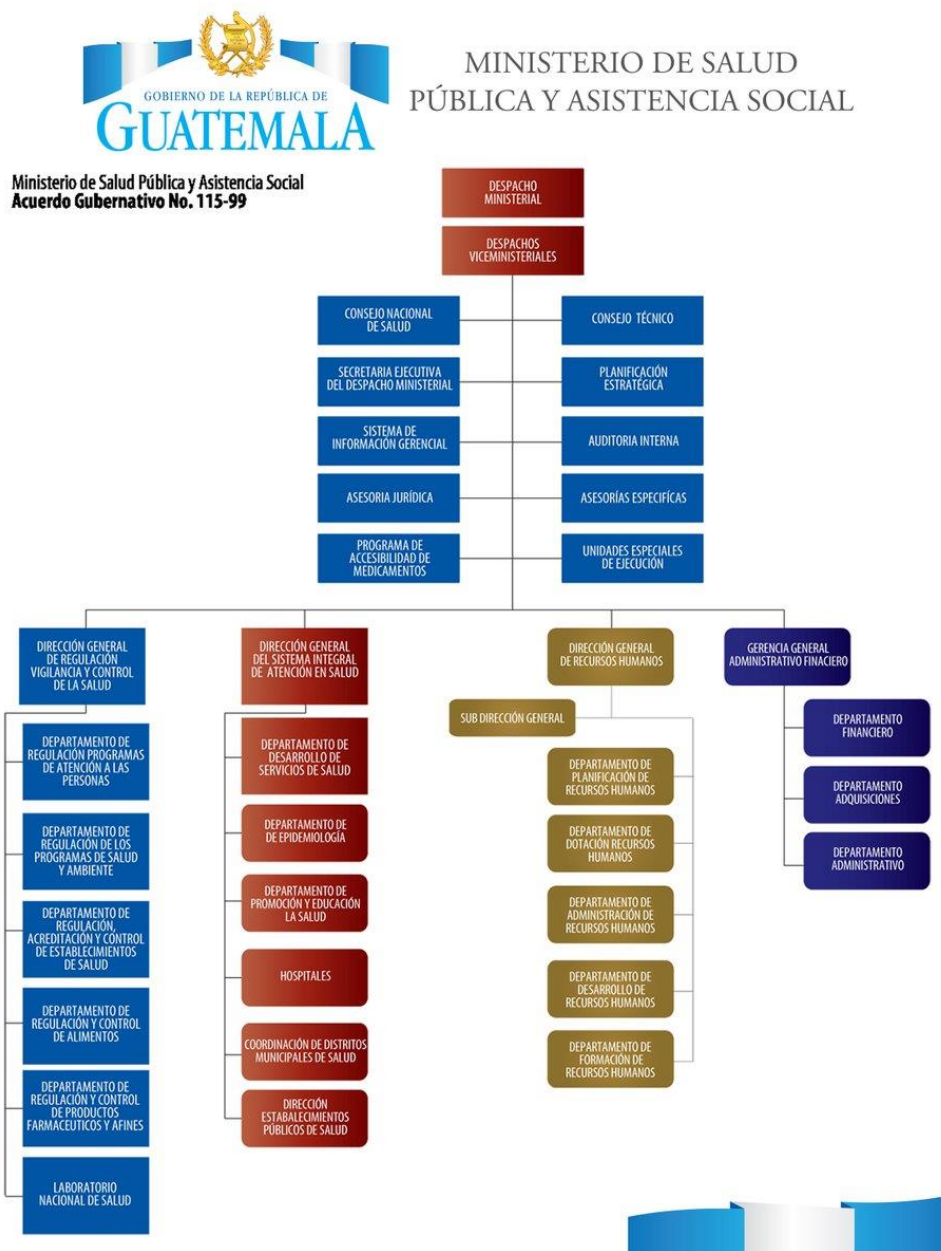 GOBIERNO DE LA REPÚBLICA DE
GUATEMALA
MINISTERIO DE SALUD
PÚBLICA Y ASISTENCIA SOCIAL
Ministerio de Salud Pública y Asistencia Social
Acuerdo Gubernativo No. 115-99
DESPACHO
MINISTERIAL
DESPACHOS
VICEMINISTERIALES
CONSEJO NACIONAL
DE SALUD
CONSEJO TÉCNICO
SECRETARIA EJECUTIVA
DEL DESPACHO MINISTERIAL
PLANIFICACIÓN
ESTRATÉGICA
SISTEMA DE
INFORMACIÓN GERENCIAL
AUDITORIA INTERNA
ASESORIA JURÍDICA
ASESORÍAS ESPECIFÍCAS
PROGRAMA DE
ACCESIBILIDAD DE
MEDICAMENTOS
UNIDADES ESPECIALES
DE EJECUCIÓN
DIRECCIÓN GENERAL
DE REGULACIÓN
VIGILANCIA Y CONTROL
DE LA SALUD
DEPARTAMENTO DE
REGULACIÓN PROGRAMAS
DE ATENCIÓN A LAS
PERSONAS
DEPARTAMENTO DE
REGULACIÓN DE LOS
PROGRAMAS DE SALUD
Y AMBIENTE
DEPARTAMENTO DE
REGULACIÓN,
ACREDITACIÓN Y CONTROL
DE ESTABLECIMIENTOS
DE SALUD
DEPARTAMENTO DE
REGULACIÓN Y CONTROL
DE ALIMENTOS
DEPARTAMENTO DE
REGULACIÓN Y CONTROL
DE PRODUCTOS
FARMACEUTICOS Y AFINES
LABORATORIO
NACIONAL DE SALUD
DIRECCIÓN GENERAL
DEL SISTEMA INTEGRAL
DE ATENCIÓN EN SALUD
DEPARTAMENTO DE
DESARROLLO DE
SERVICIOS DE SALUD
DEPARTAMENTO DE
DE EPIDEMIOLOGÍA
DEPARTAMENTO DE
PROMOCIÓN Y EDUCACIÓN
LA SALUD
HOSPITALES
COORDINACIÓN DE DISTRITOS
MUNICIPALES DE SALUD
DIRECCIÓN
ESTABALECIMIENTOS
PÚBLICOS DE SALUD
DIRECCIÓN GENERAL
DE RECURSOS HUMANOS
SUB DIRECCIÓN GENERAL
DEPARTAMENTO DE
PLANIFICACIÓN DE
RECURSOS HUMANOS
DEPARTAMENTO DE
DOTACIÓN RECURSOS
HUMANOS
DEPARTAMENTO DE
ADMINISTRACIÓN DE
RECURSOS HUMANOS
DEPARTAMENTO DE
DESARROLLO DE
RECURSOS HUMANOS
DEPARTAMENTO DE
FORMACIÓN DE
RECURSOS HUMANOS
GERENCIA GENERAL
ADMINISTRATIVO FINACIERO
DEPARTAMENTO
FINANCIERO
DEPARTAMENTO
ADQUISICIONES
DEPARTAMENTO
ADMINISTRATIVO